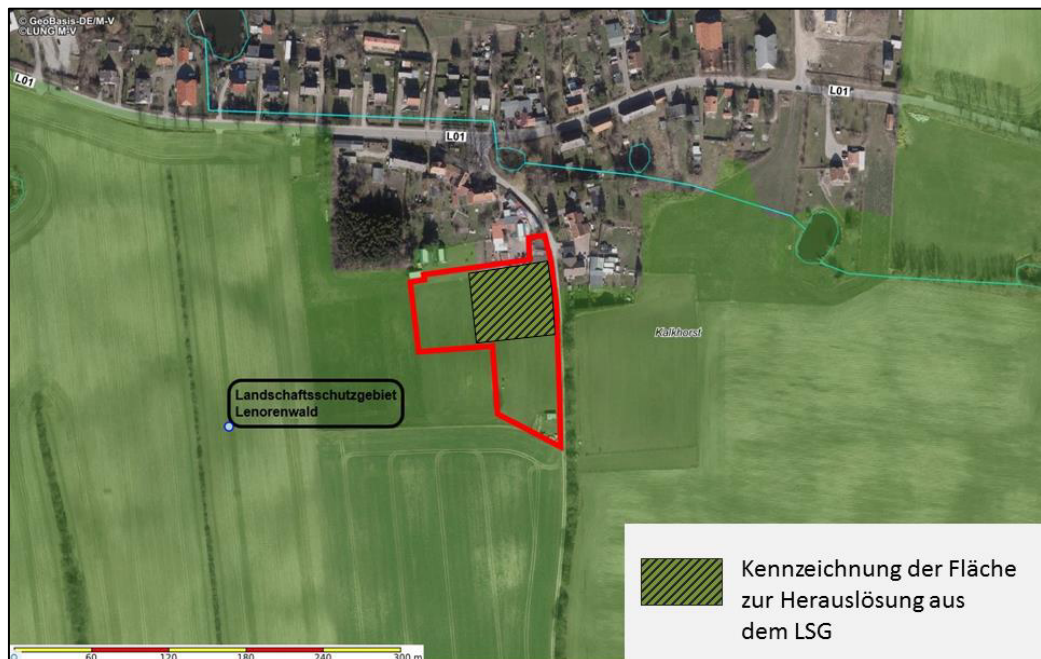 © GeoBasis-DE/M-V
©LUNG M-V
L01
L01
L01
Kalkhorst
Landschaftsschutzgebiet
Lenorenwald
Kennzeichnung der Fläche
zur Herauslösung aus
dem LSG
0 60 120 180 240 300 m